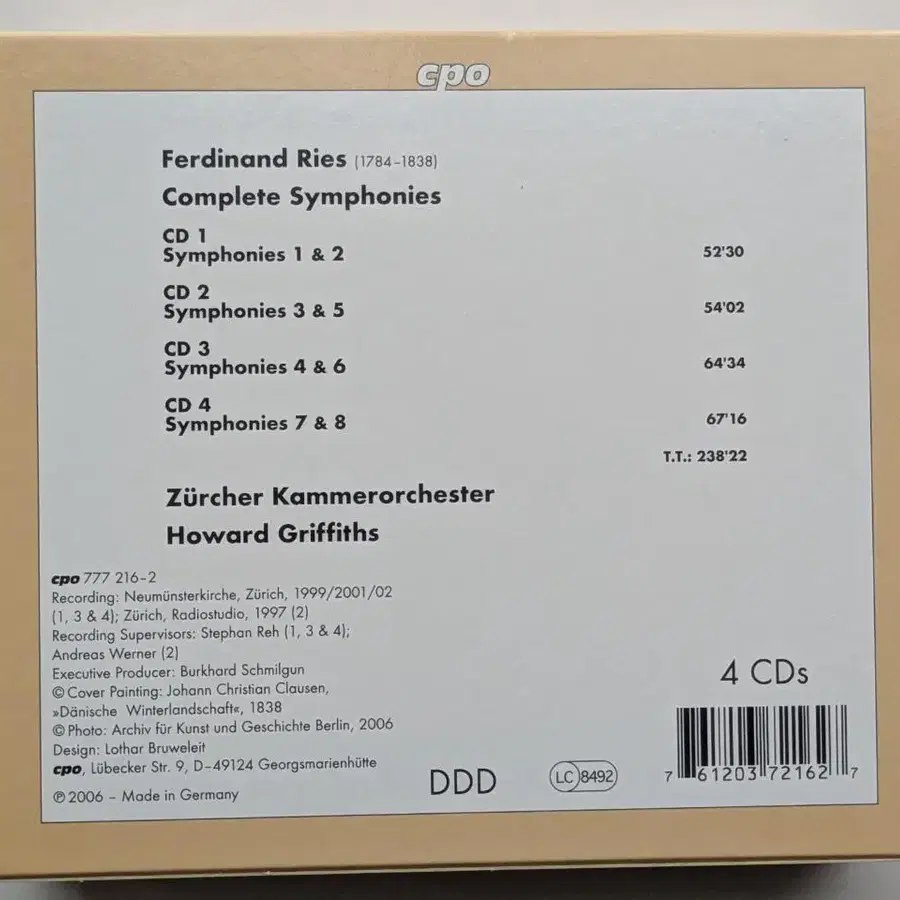 cpo
Ferdinand Ries (1784–1838)
Complete Symphonies
CD 1
Symphonies 1 & 2 52'30
CD 2
Symphonies 3 & 5 54'02
CD 3
Symphonies 4 & 6 64'34
CD 4
Symphonies 7 & 8 67'16
T.T.: 238'22
Zürcher Kammerorchester
Howard Griffiths
cpo 777 216–2
Recording: Neumünsterkirche, Zürich, 1999/2001/02
(1, 3 & 4); Zürich, Radiostudio, 1997 (2)
Recording Supervisors: Stephan Reh (1, 3 & 4);
Andreas Werner (2)
Executive Producer: Burkhard Schmilgun
© Cover Painting: Johann Christian Clausen,
»Dänische Winterlandschaft«, 1838
© Photo: Archiv für Kunst und Geschichte Berlin, 2006
Design: Lothar Bruweleit
cpo, Lübecker Str. 9, D–49124 Georgsmarienhütte
℗ 2006 – Made in Germany
DDD
LC 8492
4 CDs
7 61203 72162 7